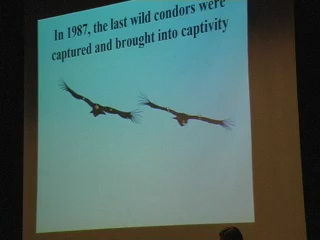 In 1987, the last wild condors were
captured and brought into captivity